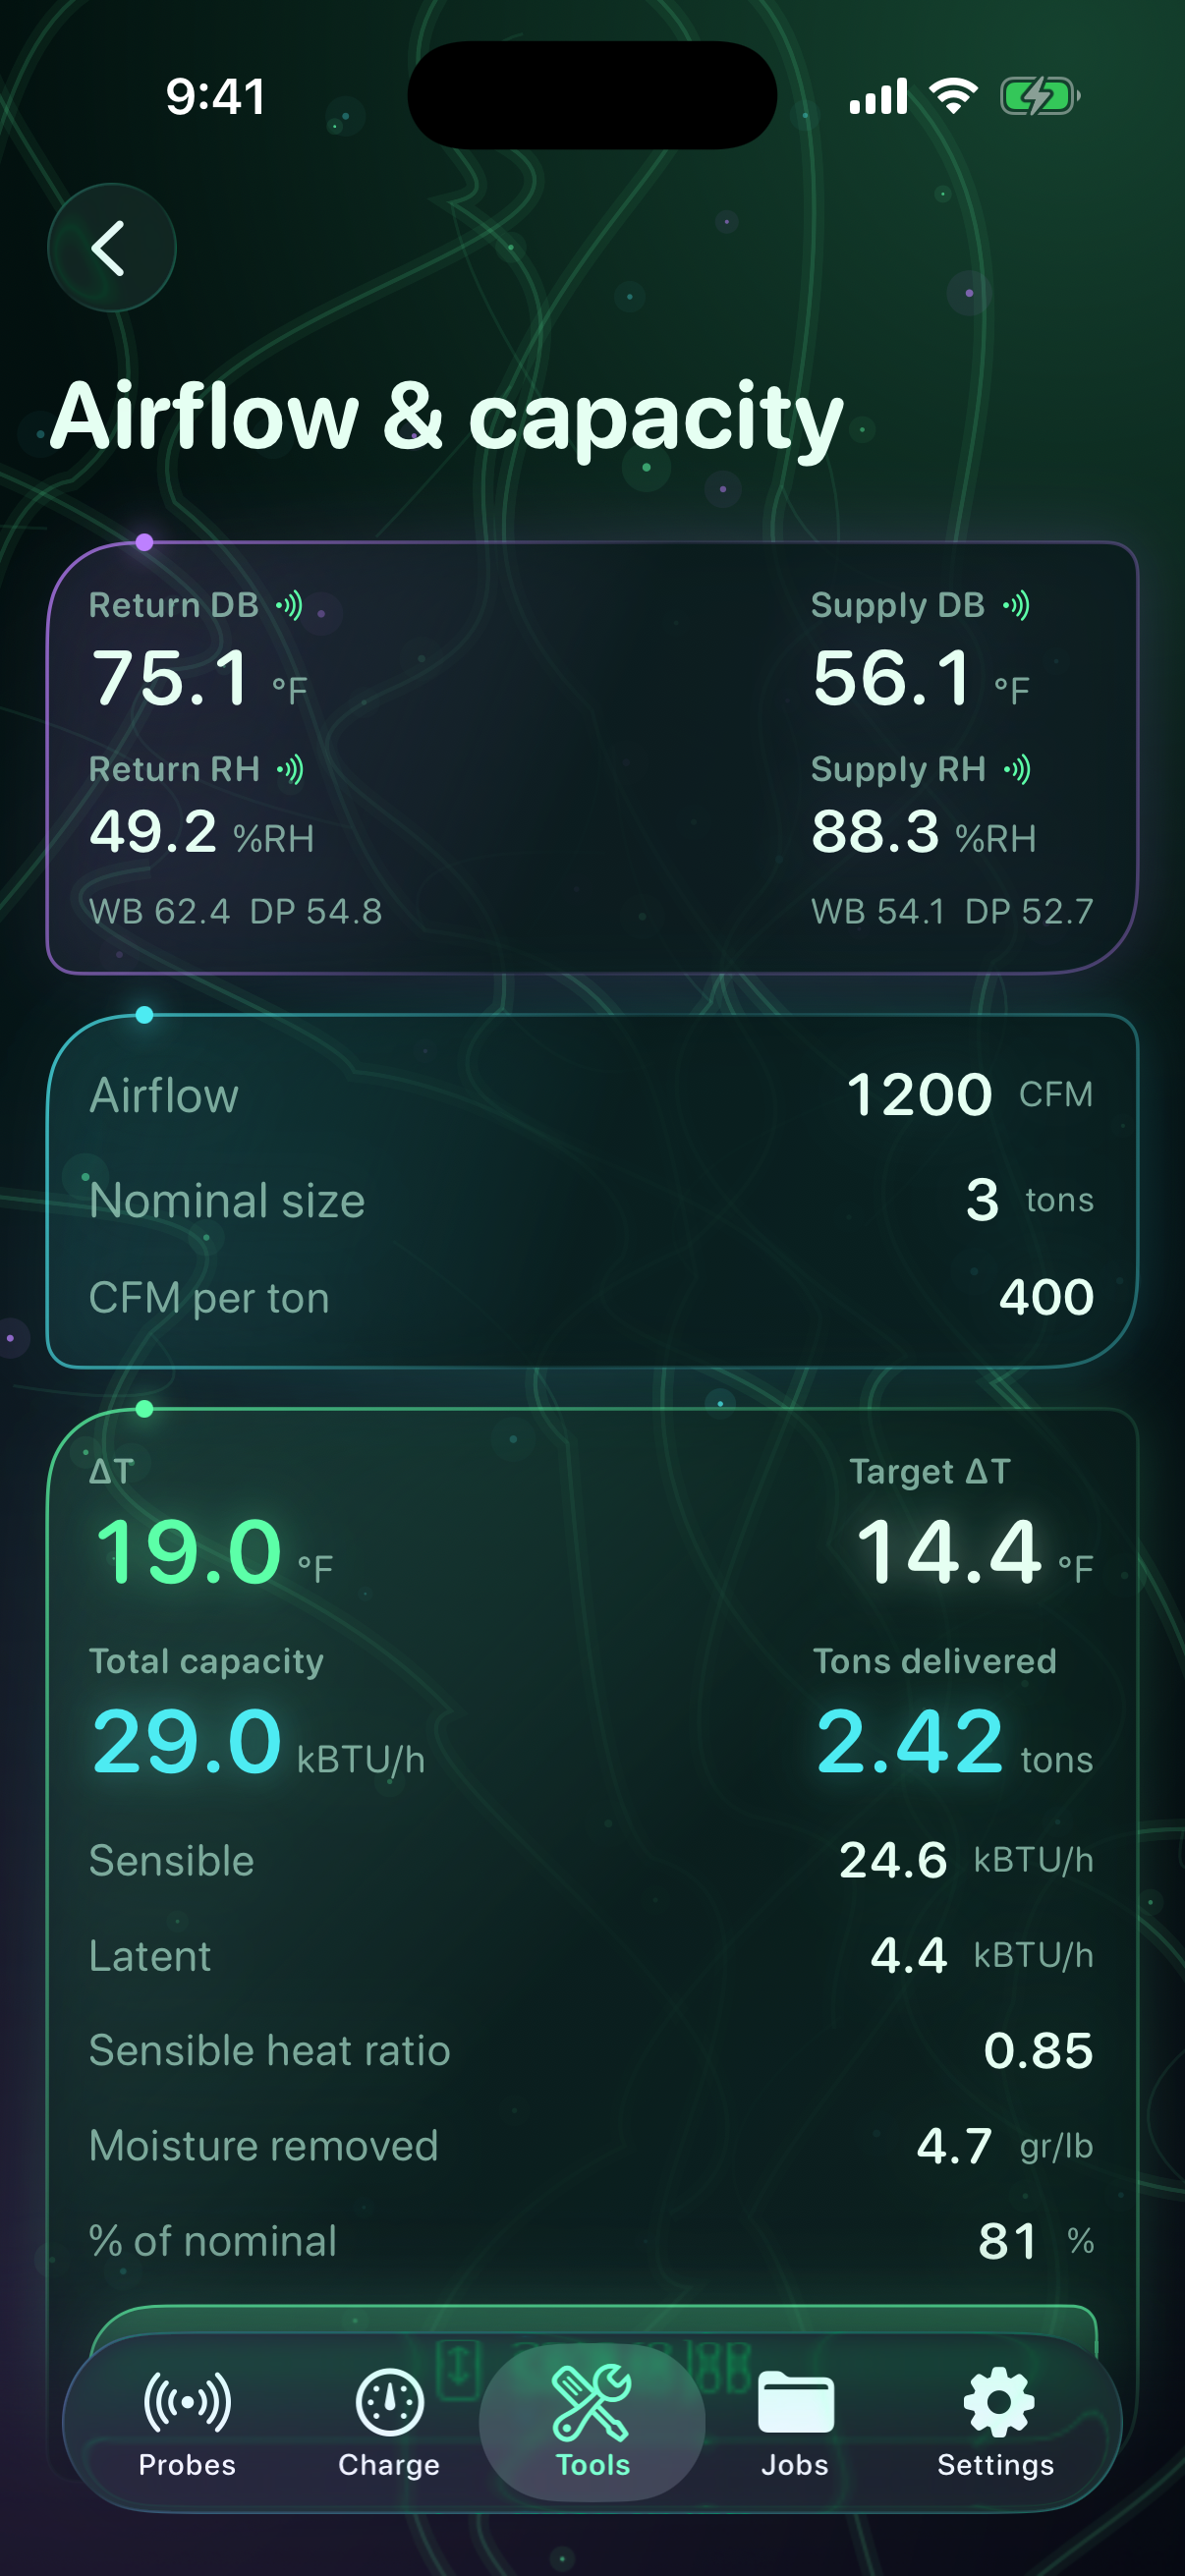 9:41
Airflow & capacity
Return DB
Supply DB
75.1 °F
56.1 °F
Return RH
Supply RH
49.2 %RH
88.3 %RH
WB 62.4 DP 54.8
WB 54.1 DP 52.7
Airflow 1200 CFM
Nominal size 3 tons
CFM per ton 400
ΔT
Target ΔT
19.0 °F
14.4 °F
Total capacity
Tons delivered
29.0 kBTU/h
2.42 tons
Sensible 24.6 kBTU/h
Latent 4.4 kBTU/h
Sensible heat ratio 0.85
Moisture removed 4.7 gr/lb
% of nominal 81 %
Probes Charge Tools Jobs Settings